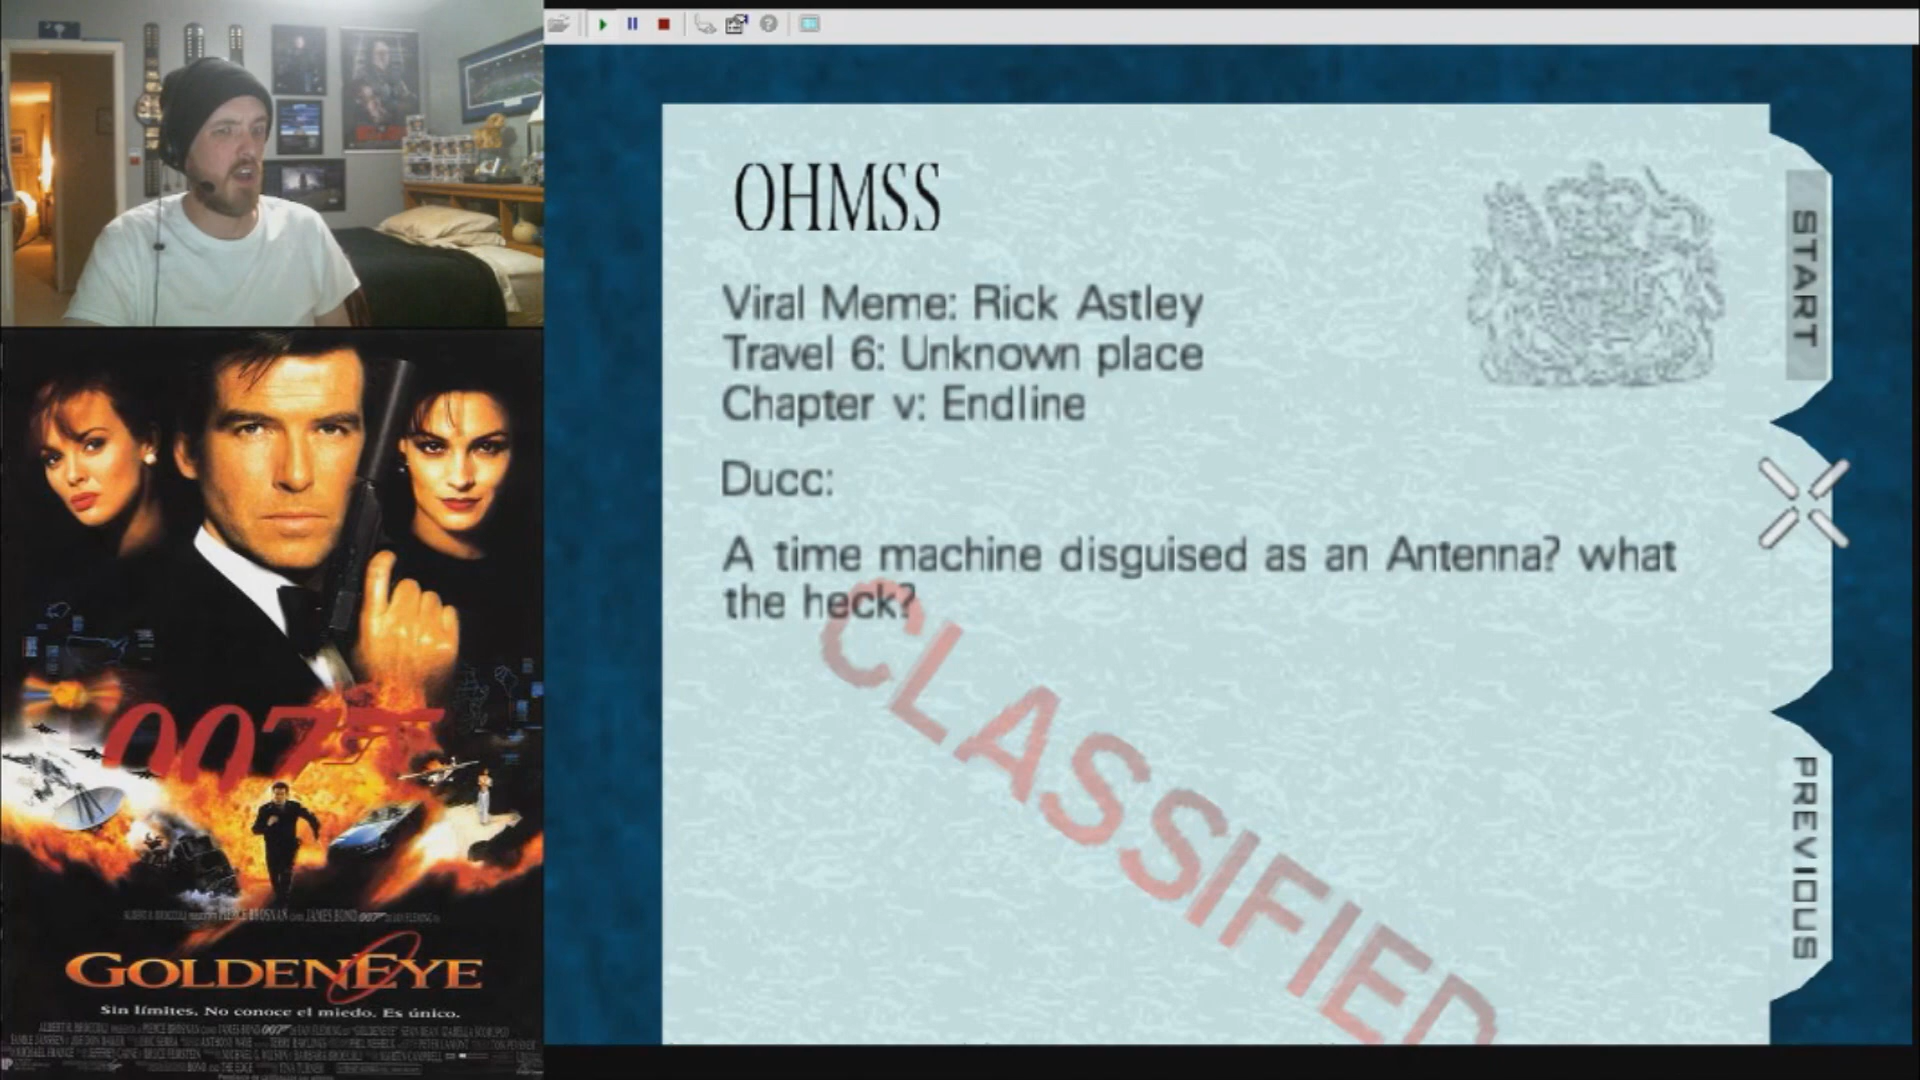 OHMSS
Viral Meme: Rick Astley
Travel 6: Unknown place
Chapter v: Endline
Ducc:
A time machine disguised as an Antenna? what
the heck?
CLASSIFIED
START
PREVIOUS
007
GOLDENEYE
Sin límites. No conoce el miedo. Es único.